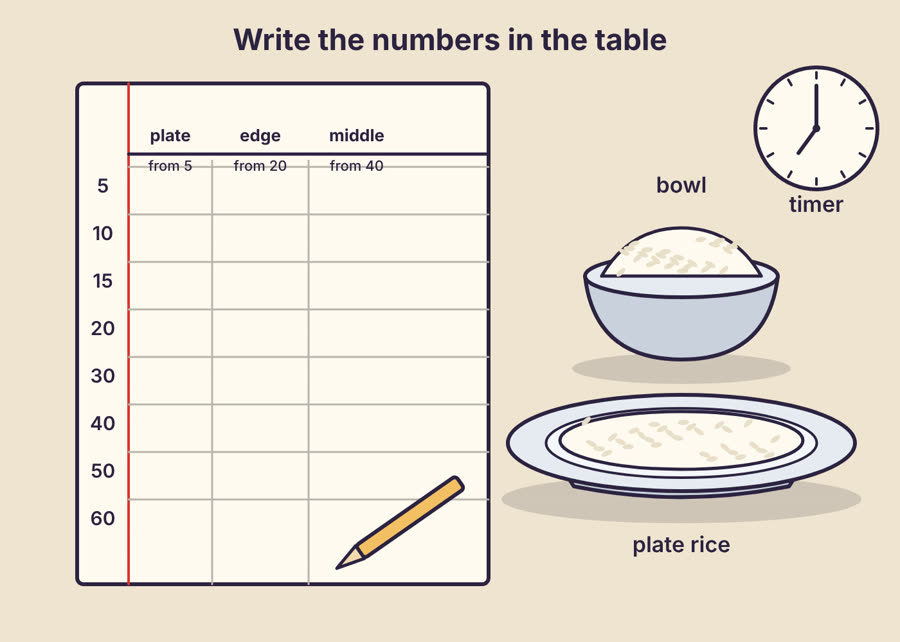 Write the numbers in the table
plate edge middle
from 5 from 20 from 40
5
10
15
20
30
40
50
60
timer
bowl
plate rice